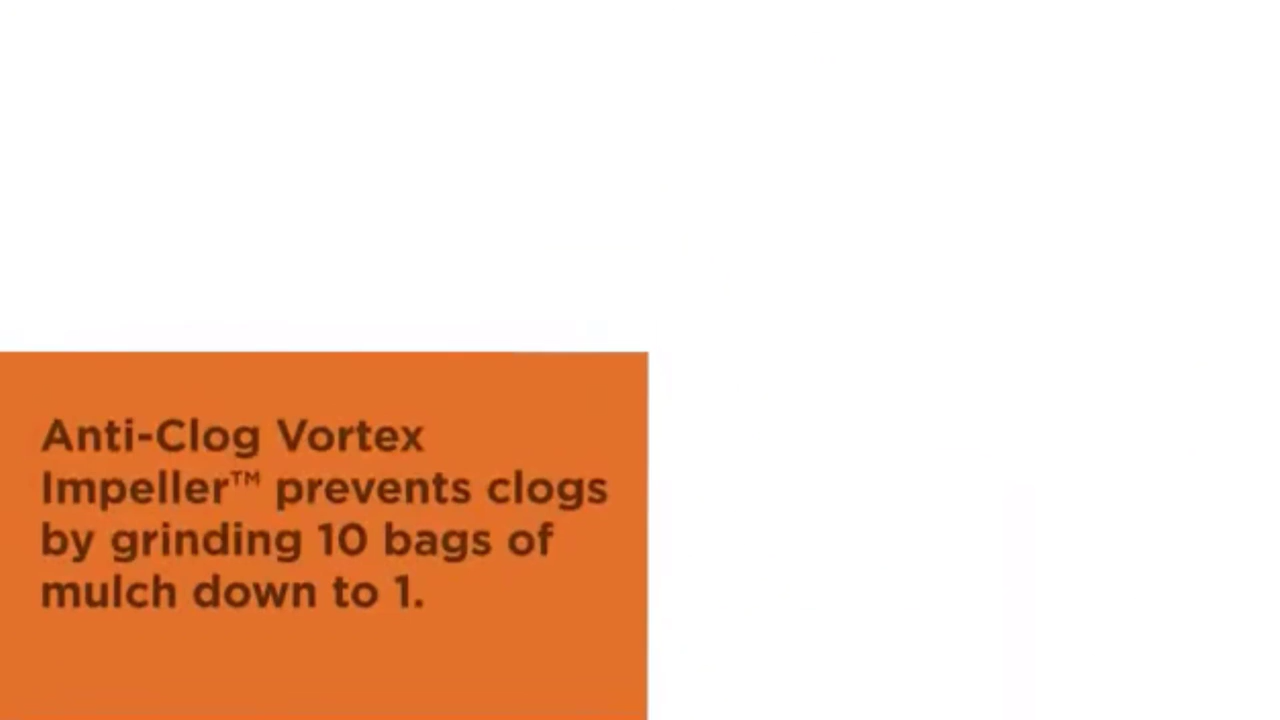 Anti-Clog Vortex
Impeller™ prevents clogs
by grinding 10 bags of
mulch down to 1.